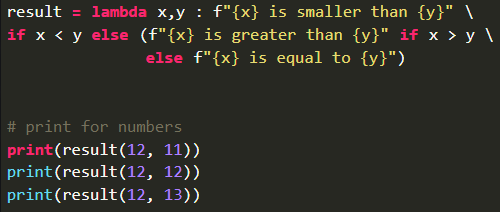 result = lambda x,y : f"{x} is smaller than {y}" \
if x < y else (f"{x} is greater than {y}" if x > y \
else f"{x} is equal to {y}")
# print for numbers
print(result(12, 11))
print(result(12, 12))
print(result(12, 13))